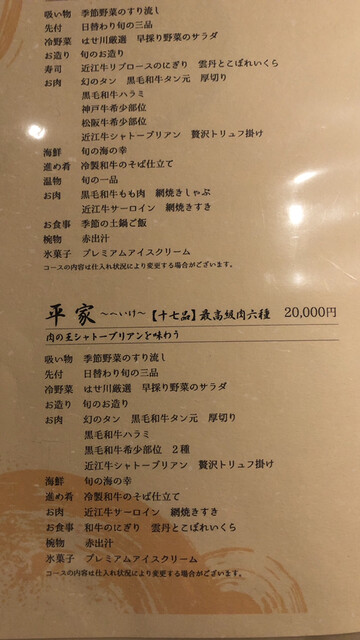 吸い物 季節野菜のすり流し
先付 日替わり旬の三品
冷野菜 はせ川厳選 早採り野菜のサラダ
お造り 旬のお造り
寿司 近江牛リブロースのにぎり 雲丹とこぼれいくら
お肉 幻のタン 黒毛和牛タン元 厚切り
黒毛和牛ハラミ
神戸牛希少部位
松阪牛希少部位
近江牛シャトーブリアン 贅沢トリュフ掛け
海鮮 旬の海の幸
進め肴 冷製和牛のそば仕立て
温物 旬の一品
お肉 黒毛和牛もも肉 網焼きしゃぶ
近江牛サーロイン 網焼きすき
お食事 季節の土鍋ご飯
椀物 赤出汁
氷菓子 プレミアムアイスクリーム
コースの内容は仕入れ状況により変更する場合がございます。
平家 〜へいけ〜【十七品】最高級肉六種 20,000円
肉の王シャトーブリアンを味わう
吸い物 季節野菜のすり流し
先付 日替わり旬の三品
冷野菜 はせ川厳選 早採り野菜のサラダ
お造り 旬のお造り
お肉 幻のタン 黒毛和牛タン元 厚切り
黒毛和牛ハラミ
黒毛和牛希少部位 2種
近江牛シャトーブリアン 贅沢トリュフ掛け
海鮮 旬の海の幸
進め肴 冷製和牛のそば仕立て
お肉 近江牛サーロイン 網焼きすき
お食事 和牛のにぎり 雲丹とこぼれいくら
椀物 赤出汁
氷菓子 プレミアムアイスクリーム
コースの内容は仕入れ状況により変更する場合がございます。